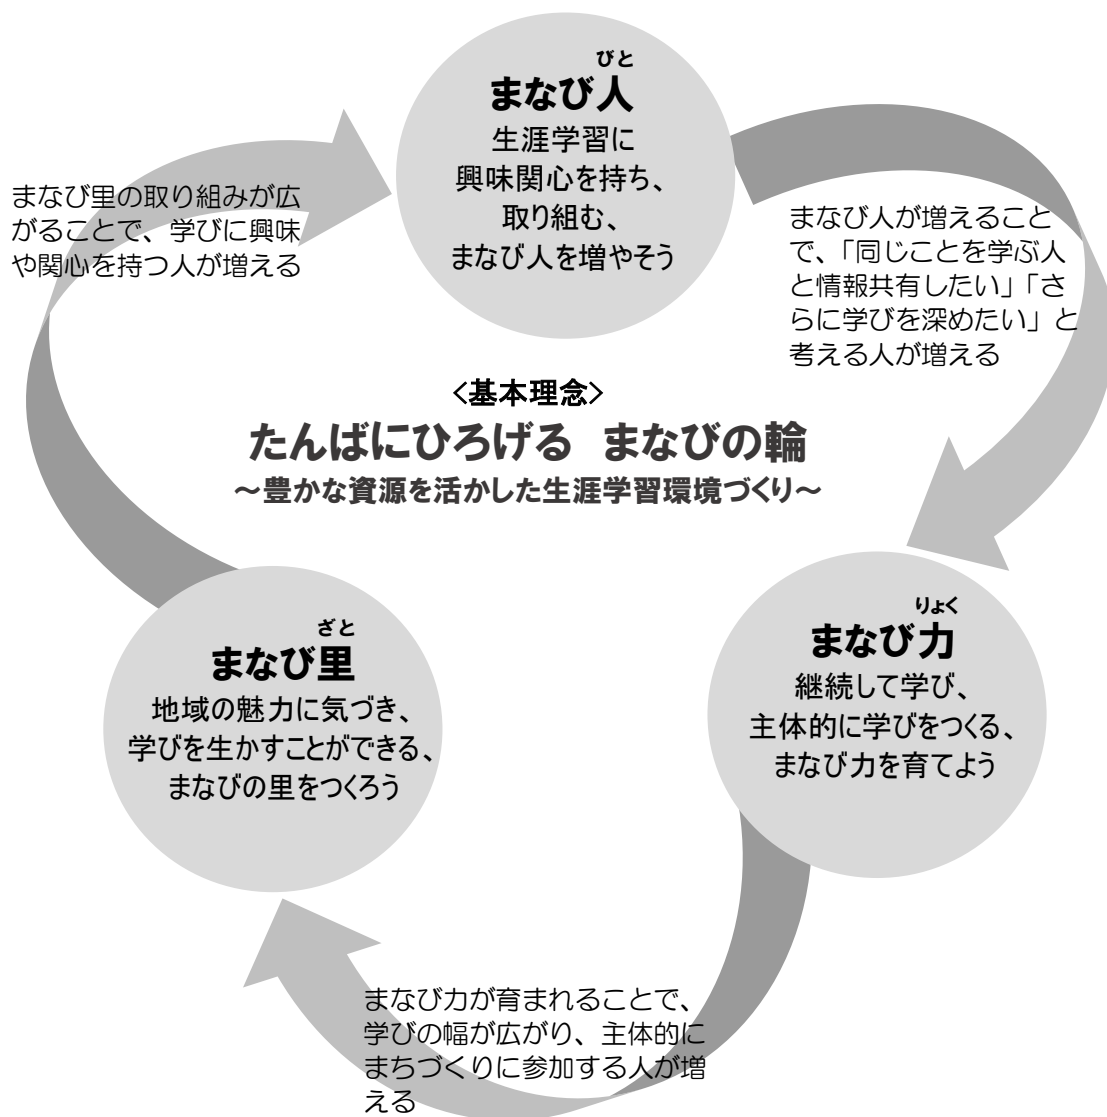 びと
まなび人
生涯学習に
興味関心を持ち、
取り組む、
まなび人を増やそう
まなび人が増えること
で、「同じことを学ぶ人
と情報共有したい」「さ
らに学びを深めたい」と
考える人が増える
まなび里の取り組みが広
がることで、学びに興味
や関心を持つ人が増える
<基本理念>
たんばにひろげる まなびの輪
~豊かな資源を活かした生涯学習環境づくり~
りょく
まなび力
継続して学び、
主体的に学びをつくる、
まなび力を育てよう
まなび力が育まれることで、
学びの幅が広がり、主体的に
まちづくりに参加する人が増
える
ざと
まなび里
地域の魅力に気づき、
学びを生かすことができる、
まなびの里をつくろう